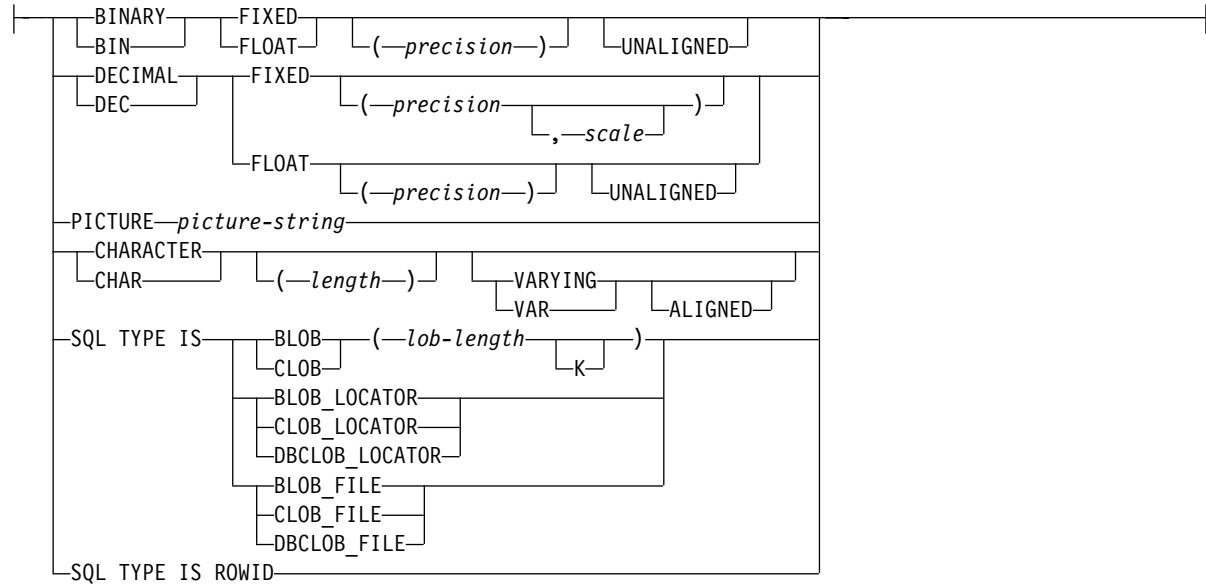 BINARY FIXED
BIN FLOAT ( precision ) UNALIGNED
DECIMAL FIXED
DEC ( precision )
, scale
FLOAT
( precision ) UNALIGNED
PICTURE picture-string
CHARACTER
CHAR ( length ) VARYING
VAR ALIGNED
SQL TYPE IS BLOB ( lob-length )
CLOB K
BLOB_LOCATOR
CLOB_LOCATOR
DBCLOB_LOCATOR
BLOB_FILE
CLOB_FILE
DBCLOB_FILE
SQL TYPE IS ROWID